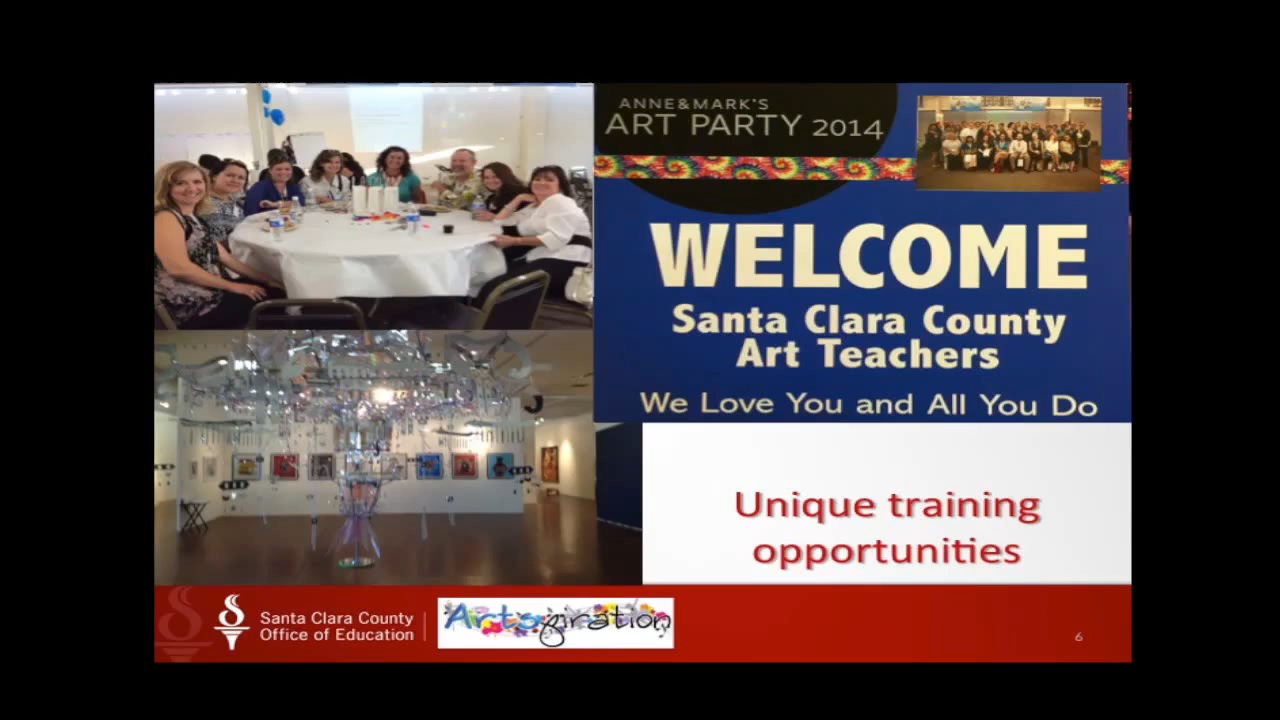 ANNE&MARK'S
ART PARTY 2014
WELCOME
Santa Clara County
Art Teachers
We Love You and All You Do
Unique training
opportunities
Santa Clara County
Office of Education
Artspiration
6